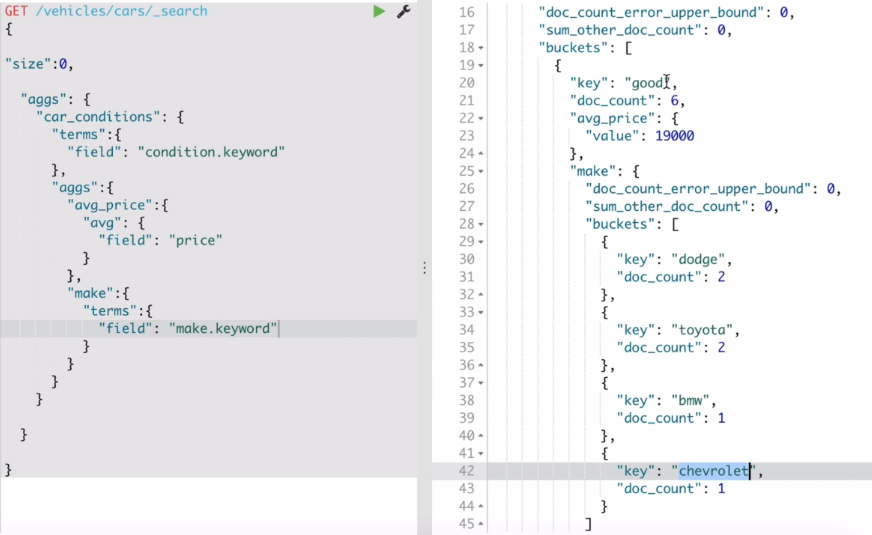 GET /vehicles/cars/_search
{
"size":0,
"aggs": {
"car_conditions": {
"terms":{
"field": "condition.keyword"
},
"aggs":{
"avg_price":{
"avg": {
"field": "price"
}
},
"make":{
"terms":{
"field": "make.keyword"
}
}
}
}
}
}
16 "doc_count_error_upper_bound": 0,
17 "sum_other_doc_count": 0,
18 "buckets": [
19 {
20 "key": "good",
21 "doc_count": 6,
22 "avg_price": {
23 "value": 19000
24 },
25 "make": {
26 "doc_count_error_upper_bound": 0,
27 "sum_other_doc_count": 0,
28 "buckets": [
29 {
30 "key": "dodge",
31 "doc_count": 2
32 },
33 {
34 "key": "toyota",
35 "doc_count": 2
36 },
37 {
38 "key": "bmw",
39 "doc_count": 1
40 },
41 {
42 "key": "chevrolet",
43 "doc_count": 1
44 }
45 ]